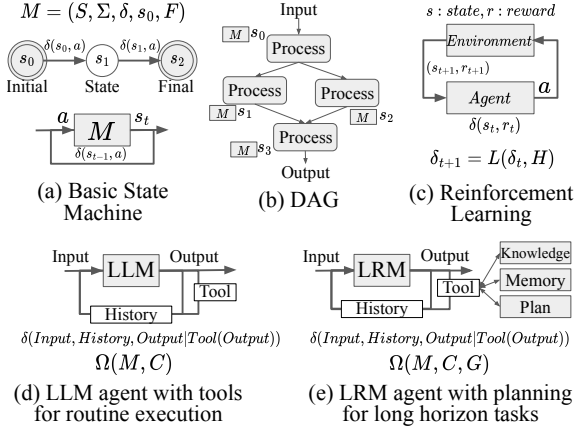 M = (S, Σ, δ, s₀, F)
δ(s₀, a)
δ(s₁, a)
s₀
s₁
s₂
Initial
State
Final
a
M
sₜ
δ(sₜ₋₁, a)
(a) Basic State
Machine
Input
M s₀
Process
Process
Process
M s₁
M s₂
M s₃
Process
Output
(b) DAG
s : state, r : reward
Environment
(sₜ₊₁, rₜ₊₁)
Agent
a
δ(sₜ, rₜ)
δₜ₊₁ = L(δₜ, H)
(c) Reinforcement
Learning
Input
Output
LLM
Tool
History
δ(Input, History, Output|Tool(Output))
Ω(M, C)
(d) LLM agent with tools
for routine execution
Input
Output
LRM
Tool
History
Knowledge
Memory
Plan
δ(Input, History, Output|Tool(Output))
Ω(M, C, G)
(e) LRM agent with planning
for long horizon tasks